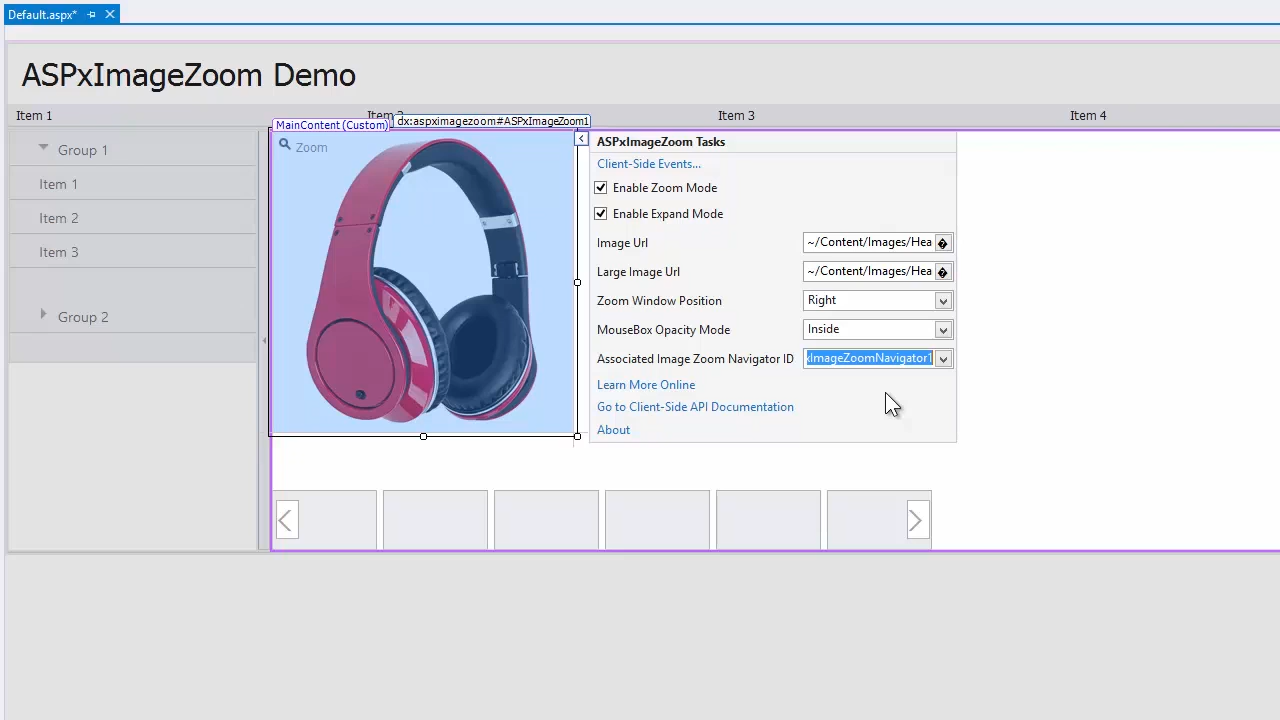 Default.aspx*
ASPxImageZoom Demo
Item 1
Item 3
Item 4
MainContent (Custom)
dx:aspximagezoom#ASPxImageZoom1
Group 1
Item 1
Item 2
Item 3
Group 2
Zoom
ASPxImageZoom Tasks
Client-Side Events...
Enable Zoom Mode
Enable Expand Mode
Image Url ~/Content/Images/Hea
Large Image Url ~/Content/Images/Hea
Zoom Window Position Right
MouseBox Opacity Mode Inside
Associated Image Zoom Navigator ID xImageZoomNavigator1
Learn More Online
Go to Client-Side API Documentation
About